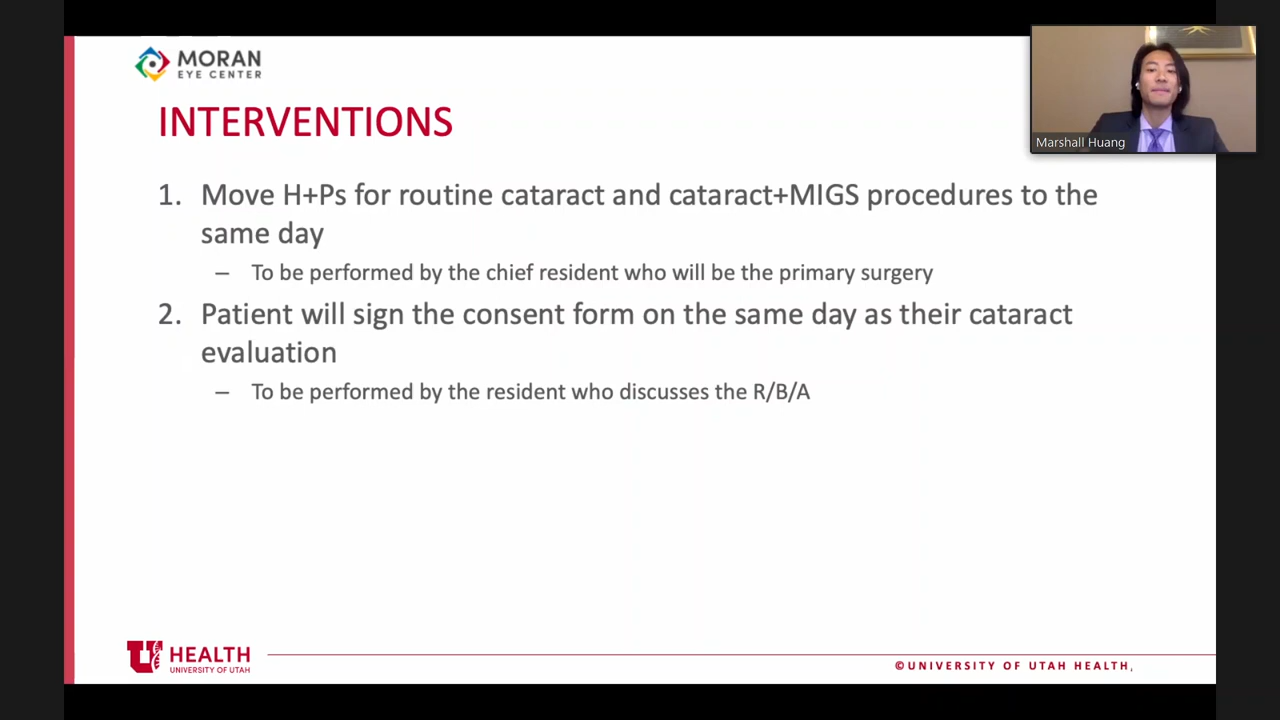 MORAN
EYE CENTER
INTERVENTIONS
Marshall Huang
1. Move H+Ps for routine cataract and cataract+MIGS procedures to the
same day
– To be performed by the chief resident who will be the primary surgery
2. Patient will sign the consent form on the same day as their cataract
evaluation
– To be performed by the resident who discusses the R/B/A
U HEALTH
UNIVERSITY OF UTAH
©UNIVERSITY OF UTAH HEALTH,